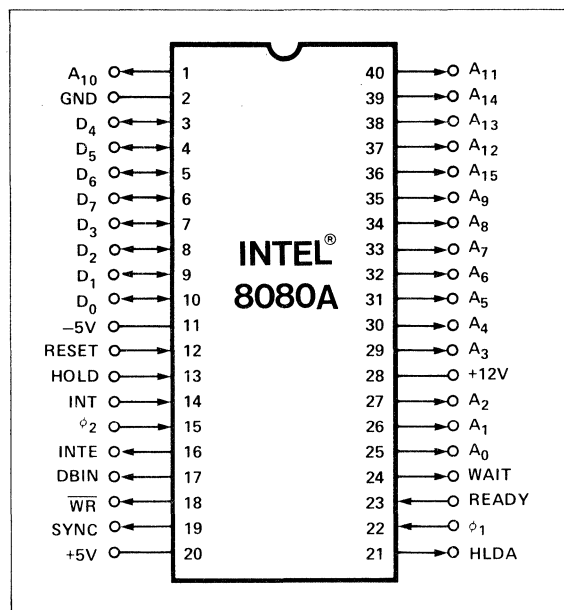 A10 1 40 A11
GND 2 39 A14
D4 3 38 A13
D5 4 37 A12
D6 5 36 A15
D7 6 35 A9
D3 7 34 A8
D2 8 33 A7
D1 9 32 A6
D0 10 31 A5
INTEL®
8080A
−5V 11 30 A4
RESET 12 29 A3
HOLD 13 28 +12V
INT 14 27 A2
ϕ2 15 26 A1
INTE 16 25 A0
DBIN 17 24 WAIT
W̅R̅ 18 23 READY
SYNC 19 22 ϕ1
+5V 20 21 HLDA